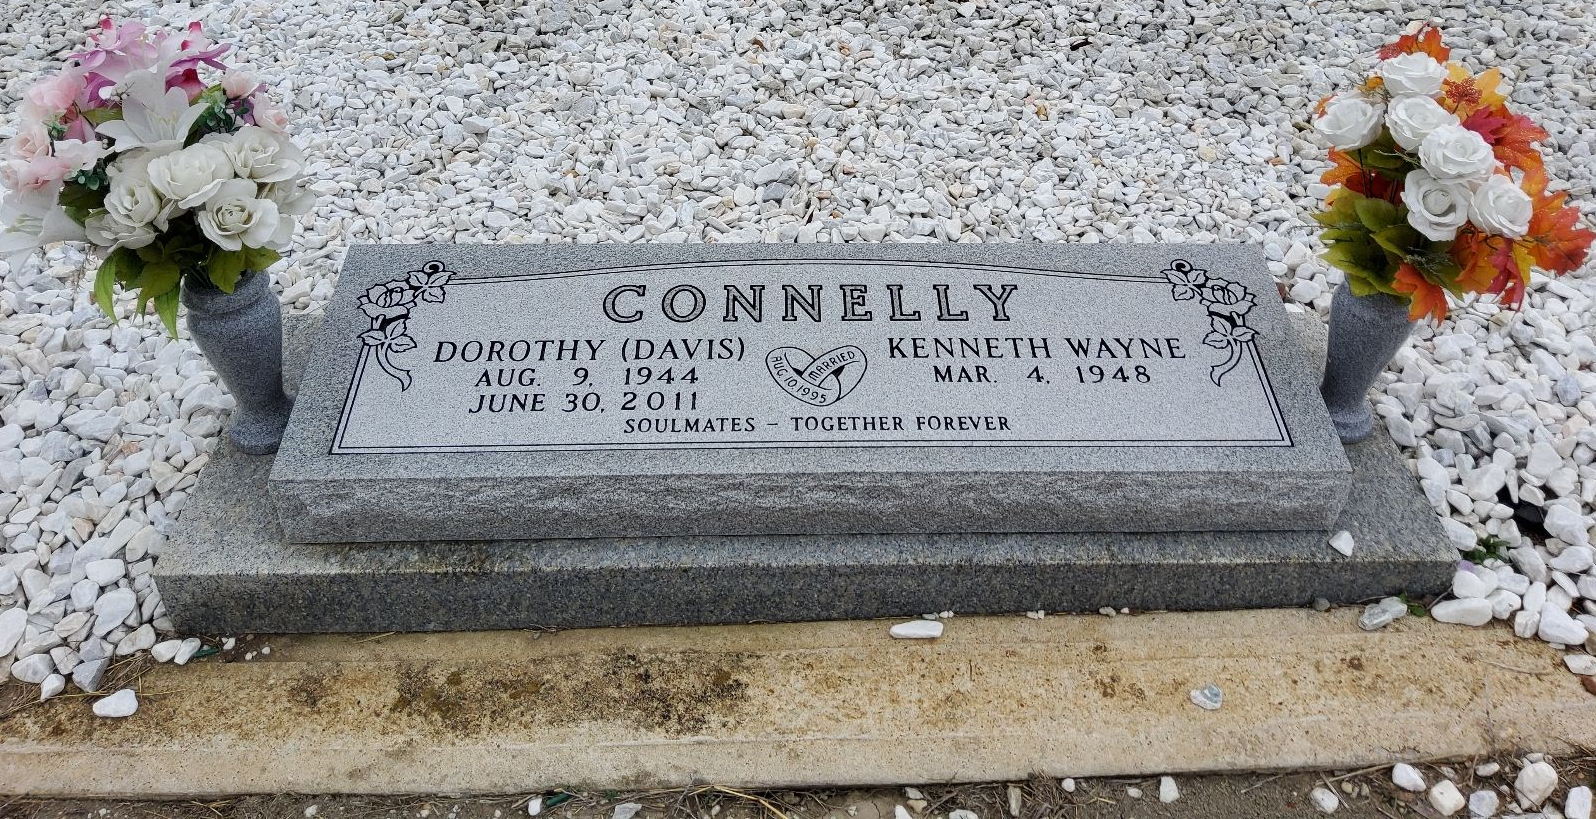 CONNELLY
DOROTHY (DAVIS)
AUG. 9, 1944
JUNE 30, 2011
MARRIED
AUG. 10, 1995
KENNETH WAYNE
MAR. 4, 1948
SOULMATES – TOGETHER FOREVER